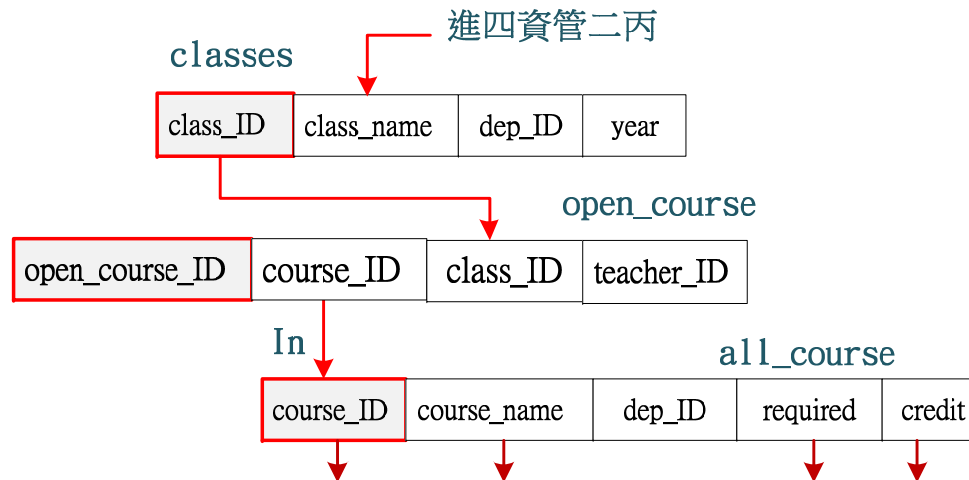 進四資管二丙
classes
class_ID class_name dep_ID year
open_course
open_course_ID course_ID class_ID teacher_ID
In
all_course
course_ID course_name dep_ID required credit